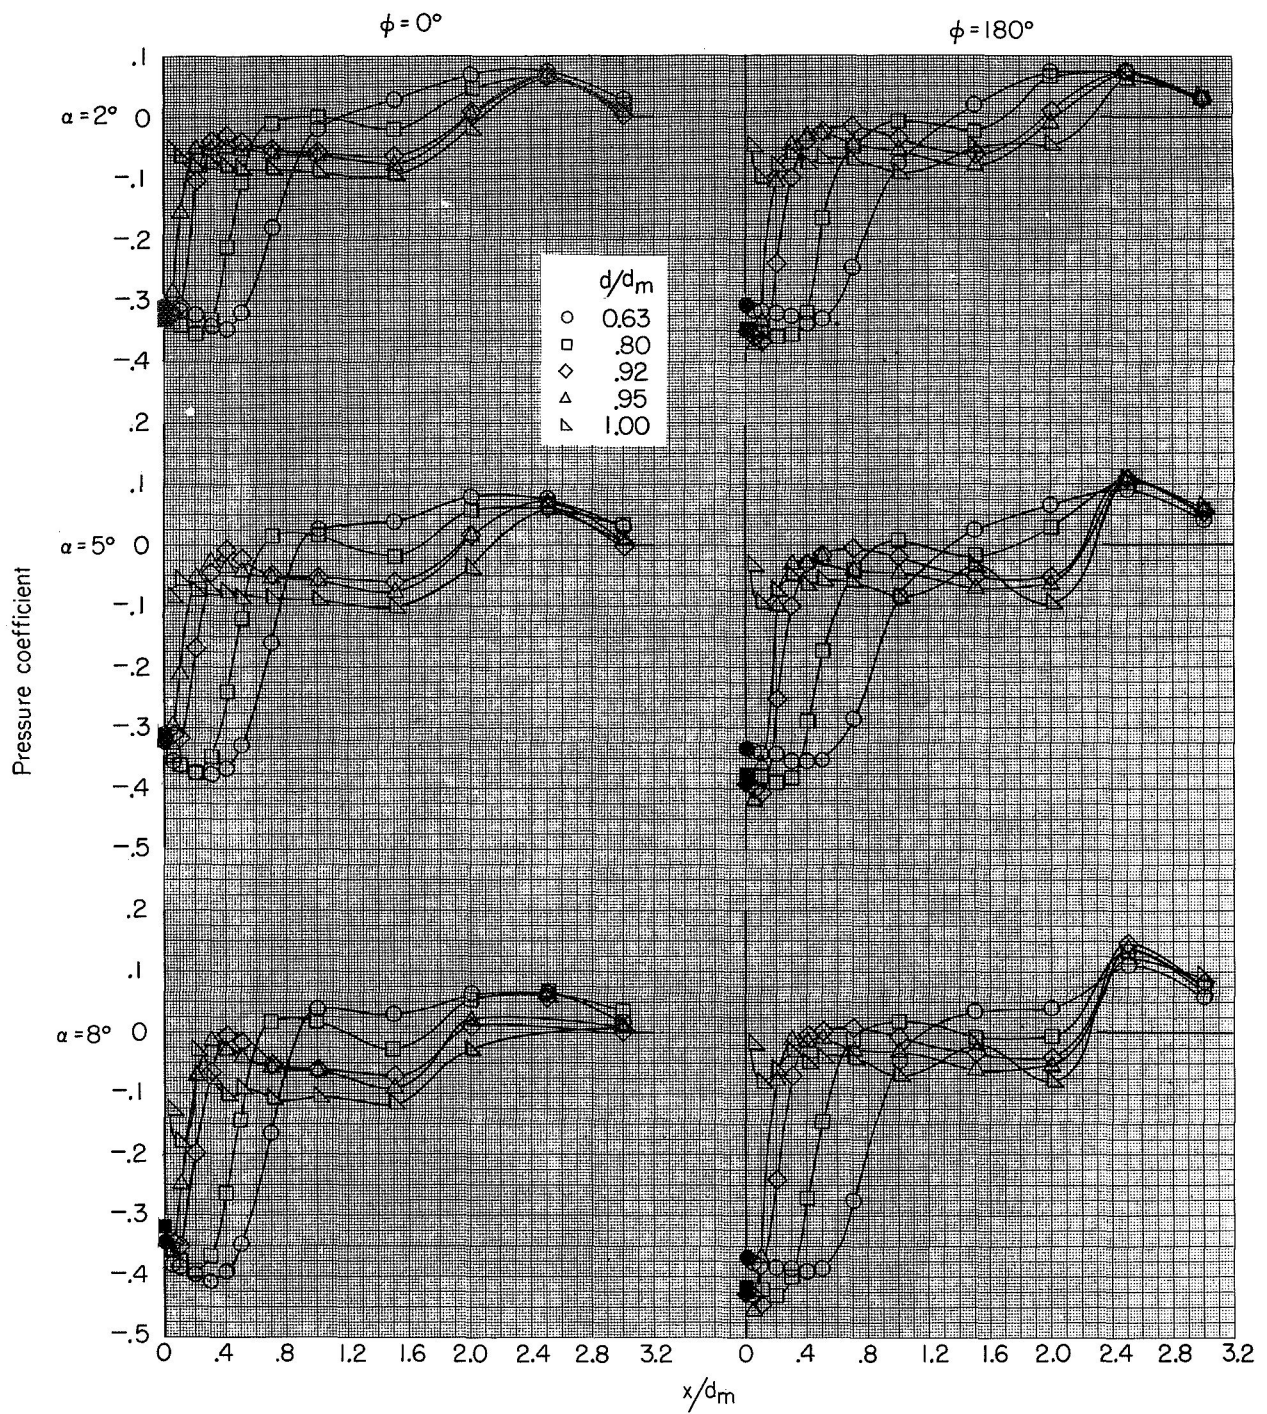 ϕ = 0°
ϕ = 180°
.1
α = 2° 0
-.1
-.2
-.3
-.4
d/dm
0.63
.80
.92
.95
1.00
.2
.1
α = 5° 0
-.1
-.2
-.3
-.4
-.5
Pressure coefficient
.2
.1
α = 8° 0
-.1
-.2
-.3
-.4
-.5
0 .4 .8 1.2 1.6 2.0 2.4 2.8 3.2
0 .4 .8 1.2 1.6 2.0 2.4 2.8 3.2
x/dm